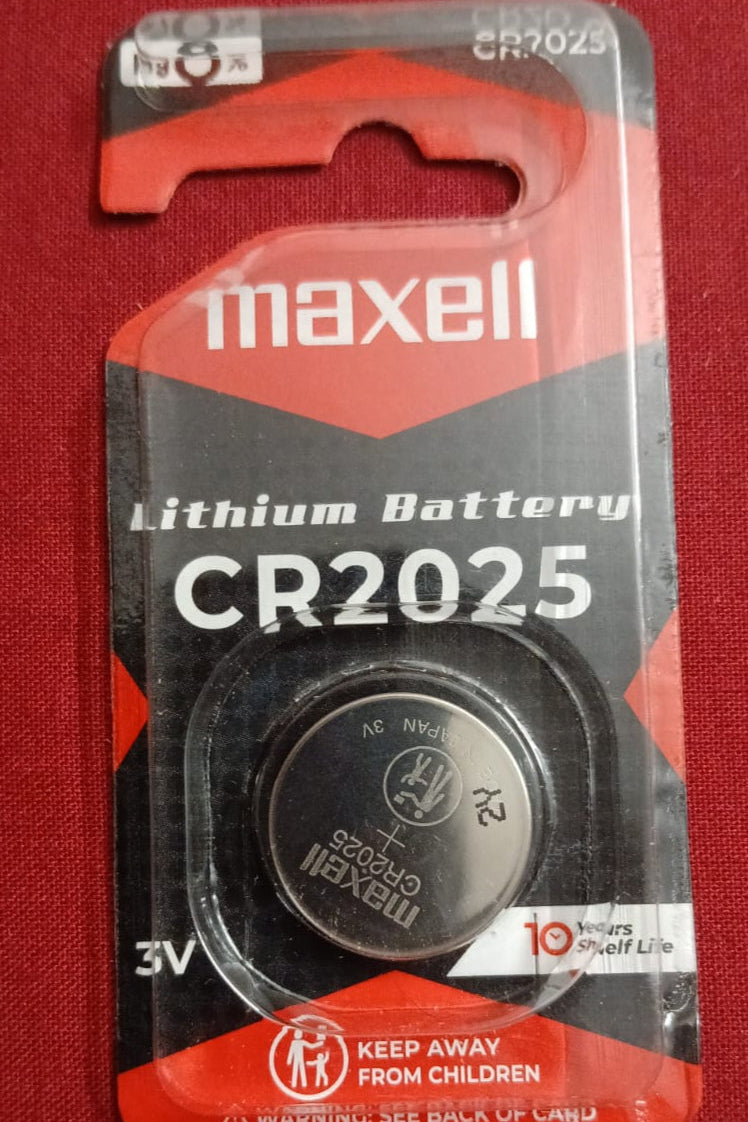 CR2025
maxell
Lithium Battery
CR2025
3V
JAPAN
2Y
+
CR2025
maxell
3V
10 Years
Shelf Life
KEEP AWAY
FROM CHILDREN
⚠ WARNING: SEE BACK OF CARD